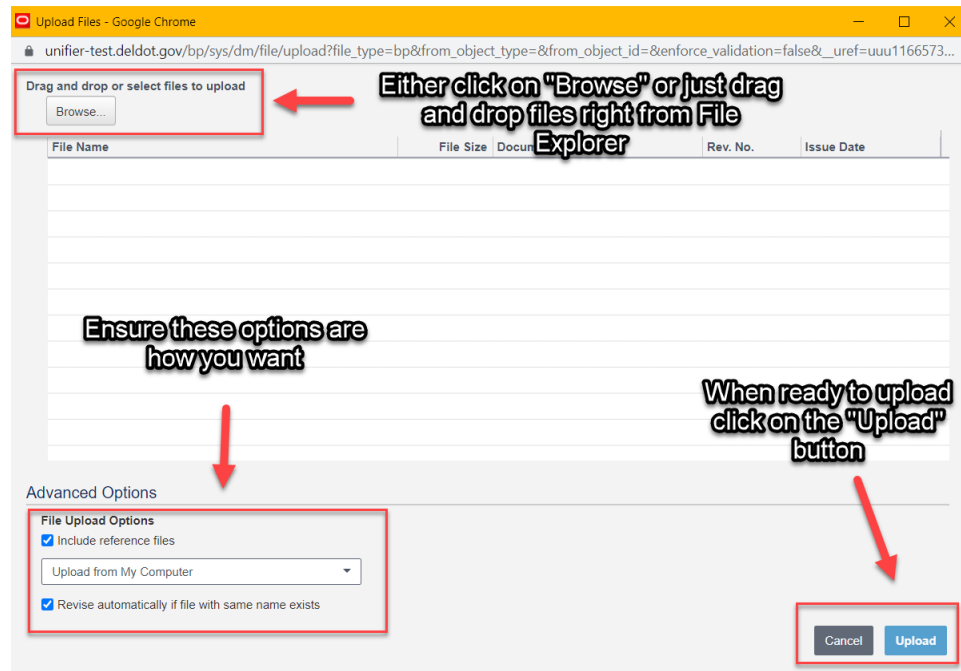 Upload Files - Google Chrome
unifier-test.deldot.gov/bp/sys/dm/file/upload?file_type=bp&from_object_type=&from_object_id=&enforce_validation=false&__uref=uuu1166573...
Drag and drop or select files to upload
Browse...
Either click on "Browse" or just drag
and drop files right from File
Explorer
File Name File Size Docum Rev. No. Issue Date
Ensure these options are
how you want
When ready to upload
click on the "Upload"
button
Advanced Options
File Upload Options
Include reference files
Upload from My Computer
Revise automatically if file with same name exists
Cancel Upload